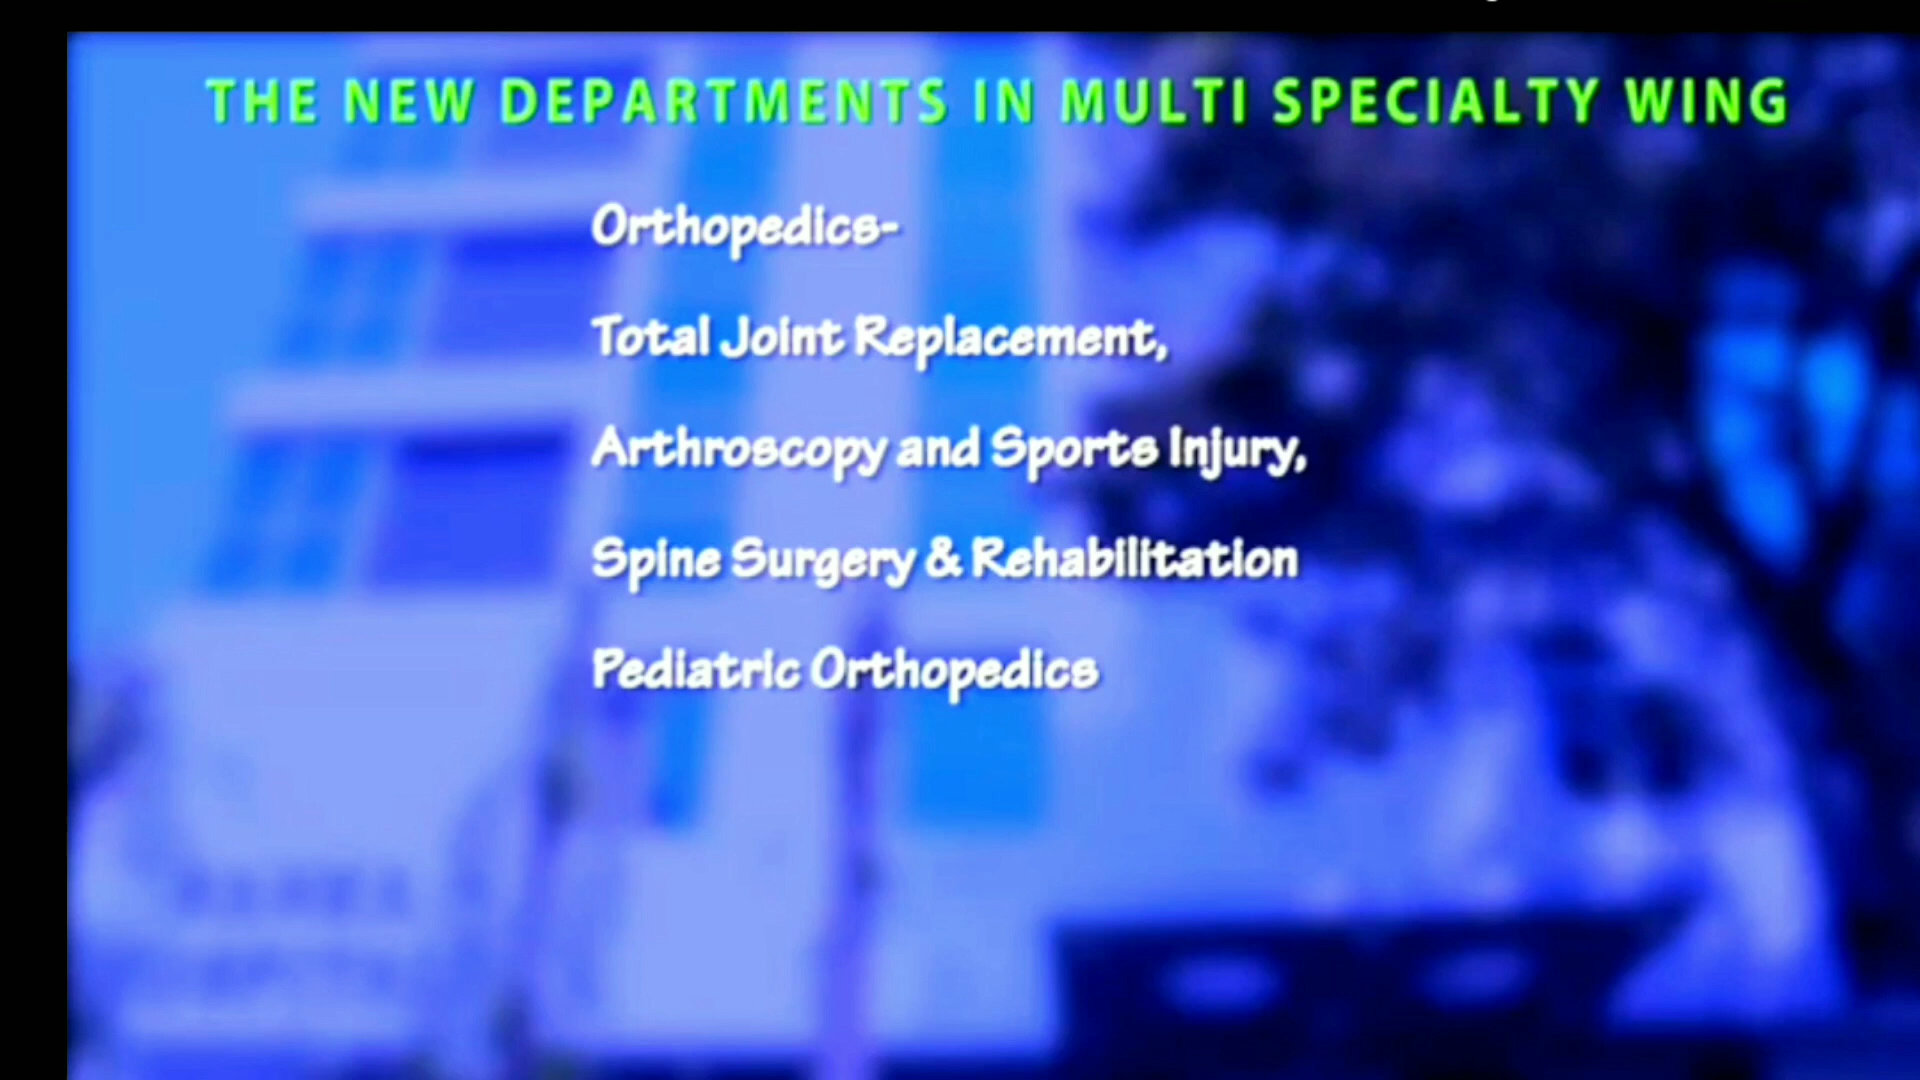 THE NEW DEPARTMENTS IN MULTI SPECIALTY WING
Orthopedics-
Total Joint Replacement,
Arthroscopy and Sports Injury,
Spine Surgery & Rehabilitation
Pediatric Orthopedics